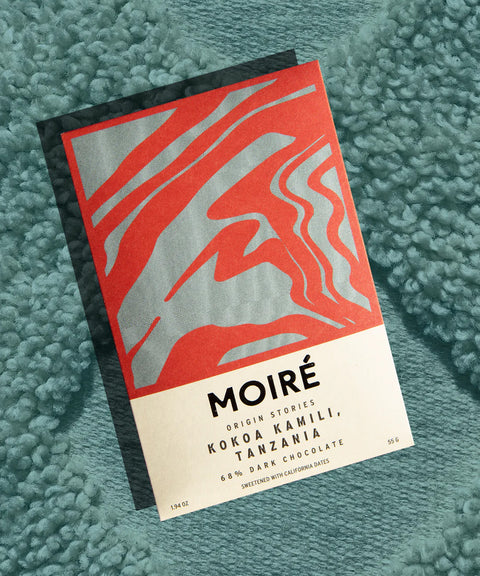 MOIRÉ
ORIGIN STORIES
KOKOA KAMILI,
TANZANIA
68% DARK CHOCOLATE
SWEETENED WITH CALIFORNIA DATES
1.94 OZ
55 G